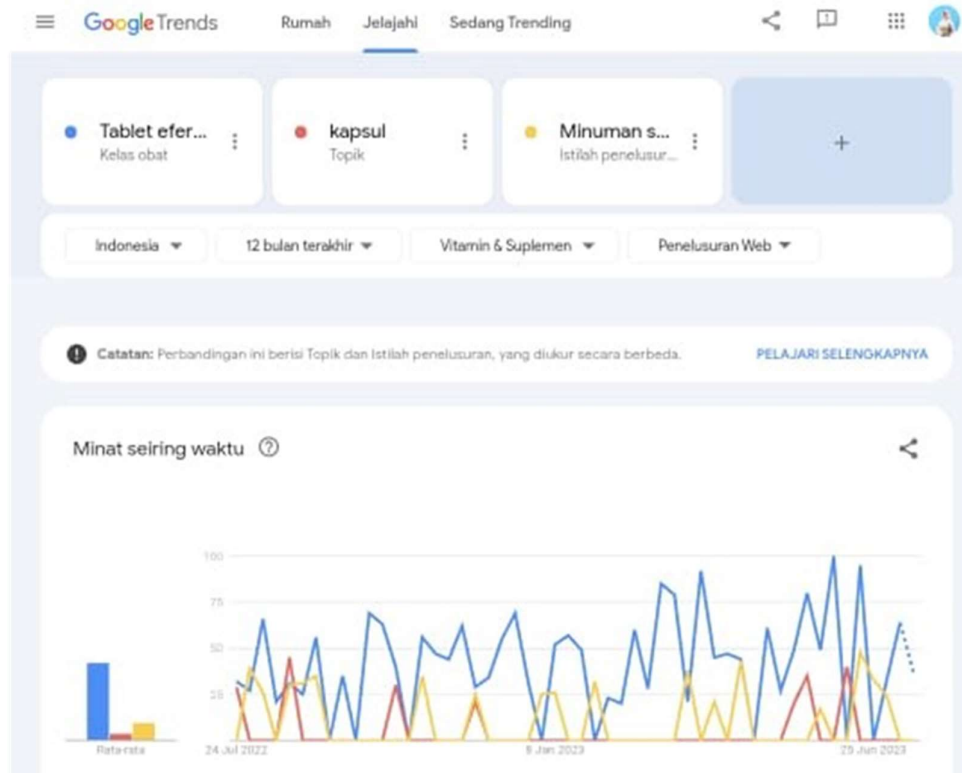 Google Trends Rumah Jelajahi Sedang Trending
Tablet efer... kapsul Minuman s... +
Kelas obat Topik Istilah penelusur...
Indonesia 12 bulan terakhir Vitamin & Suplemen Penelusuran Web
Catatan: Perbandingan ini berisi Topik dan Istilah penelusuran, yang diukur secara berbeda. PELAJARI SELENGKAPNYA
Minat seiring waktu
100
75
50
25
Rata-rata 24 Jul 2022 8 Jan 2023 25 Jun 2023